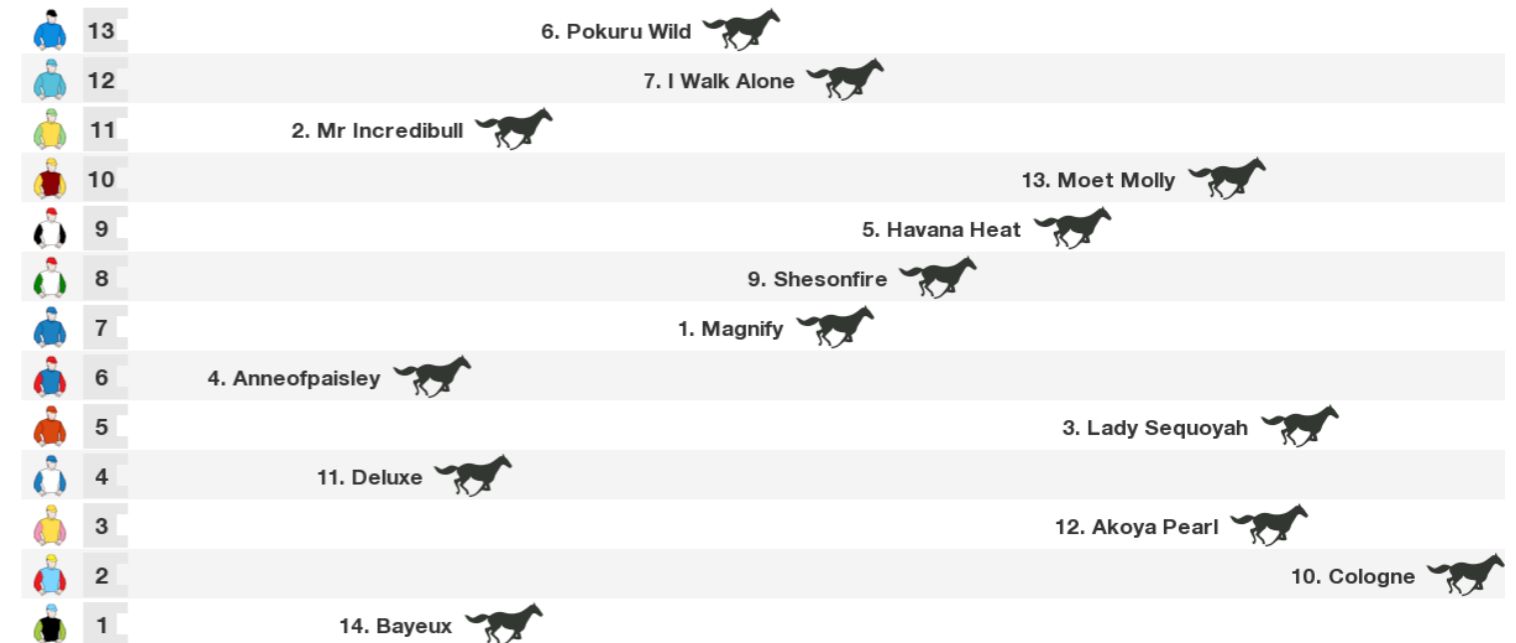 13 6. Pokuru Wild
12 7. I Walk Alone
11 2. Mr Incredibull
10 13. Moet Molly
9 5. Havana Heat
8 9. Shesonfire
7 1. Magnify
6 4. Anneofpaisley
5 3. Lady Sequoyah
4 11. Deluxe
3 12. Akoya Pearl
2 10. Cologne
1 14. Bayeux